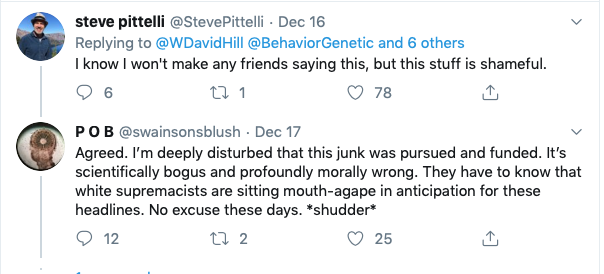 steve pittelli @StevePittelli · Dec 16
Replying to @WDavidHill @BehaviorGenetic and 6 others
I know I won't make any friends saying this, but this stuff is shameful.
6 1 78
P O B @swainsonsblush · Dec 17
Agreed. I’m deeply disturbed that this junk was pursued and funded. It’s
scientifically bogus and profoundly morally wrong. They have to know that
white supremacists are sitting mouth-agape in anticipation for these
headlines. No excuse these days. *shudder*
12 2 25